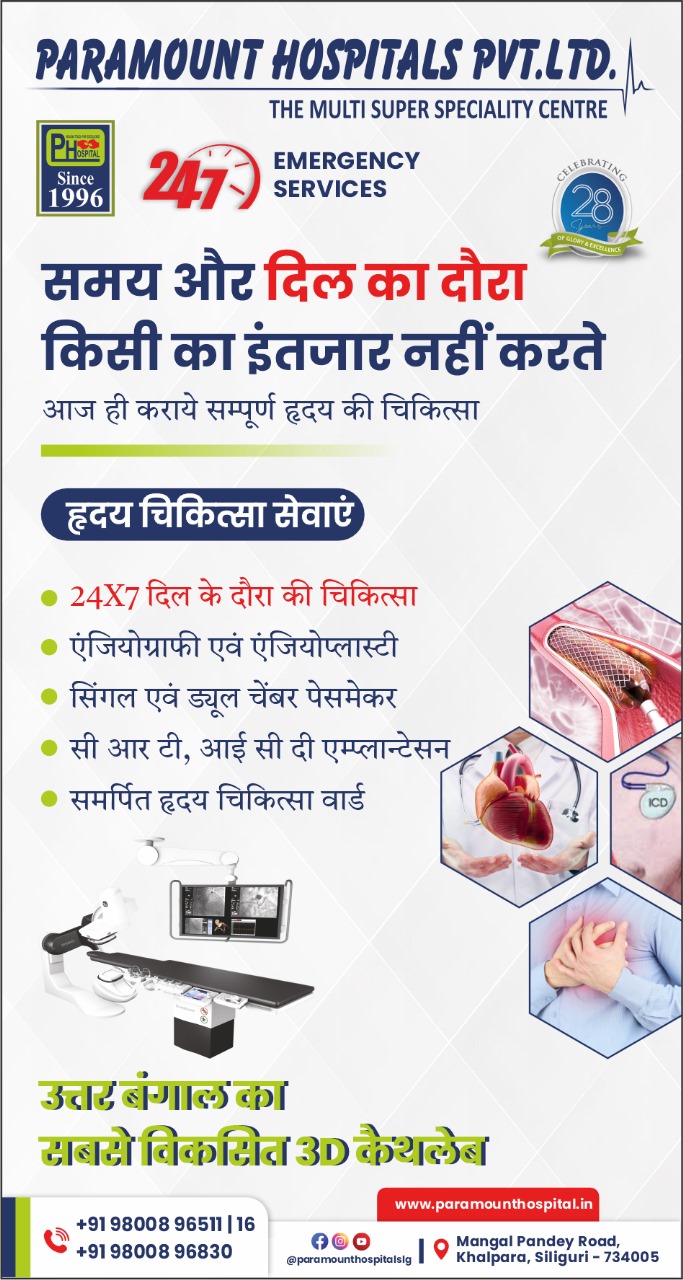 PARAMOUNT HOSPITALS PVT.LTD.
THE MULTI SUPER SPECIALITY CENTRE
PH
HOSPITAL
Since
1996
247
EMERGENCY
SERVICES
CELEBRATING
28
Years
OF GLORY & EXCELLENCE
समय और दिल का दौरा
किसी का इंतजार नहीं करते
आज ही कराये सम्पूर्ण हृदय की चिकित्सा
हृदय चिकित्सा सेवाएं
24X7 दिल के दौरा की चिकित्सा
एंजियोग्राफी एवं एंजियोप्लास्टी
सिंगल एवं ड्यूल चेंबर पेसमेकर
सी आर टी, आई सी दी एम्प्लान्टेसन
समर्पित हृदय चिकित्सा वार्ड
ICD
उत्तर बंगाल का
सबसे विकसित 3D कैथलेब
www.paramounthospital.in
+91 98008 96511 | 16
+91 98008 96830
@paramounthospitalslg
Mangal Pandey Road,
Khalpara, Siliguri - 734005